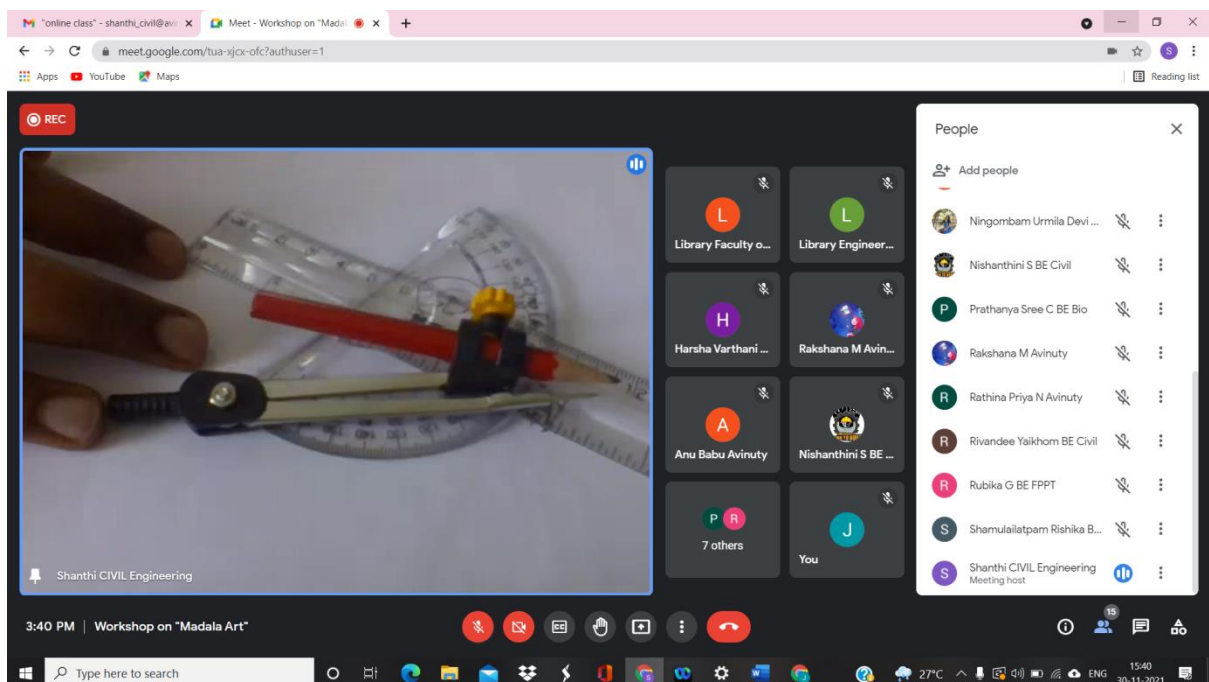 "online class" - shanthi_civil@avi
Meet - Workshop on "Madal
meet.google.com/tua-xjcx-ofc?authuser=1
S
Apps YouTube Maps
Reading list
REC
Shanthi CIVIL Engineering
L
Library Faculty o...
L
Library Engineer...
H
Harsha Varthani ...
Rakshana M Avin...
A
Anu Babu Avinuty
Nishanthini S BE ...
P R
7 others
J
You
People
Add people
Ningombam Urmila Devi ...
Nishanthini S BE Civil
P Prathanya Sree C BE Bio
Rakshana M Avinuty
R Rathina Priya N Avinuty
R Rivandee Yaikhom BE Civil
R Rubika G BE FPPT
S Shamulailatpam Rishika B...
S Shanthi CIVIL Engineering
Meeting host
3:40 PM | Workshop on "Madala Art"
CC
15
Type here to search
27°C
ENG
15:40
30-11-2021